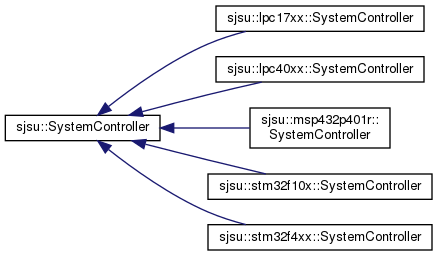 sjsu::lpc17xx::SystemController
sjsu::lpc40xx::SystemController
sjsu::SystemController
sjsu::msp432p401r::
SystemController
sjsu::stm32f10x::SystemController
sjsu::stm32f4xx::SystemController